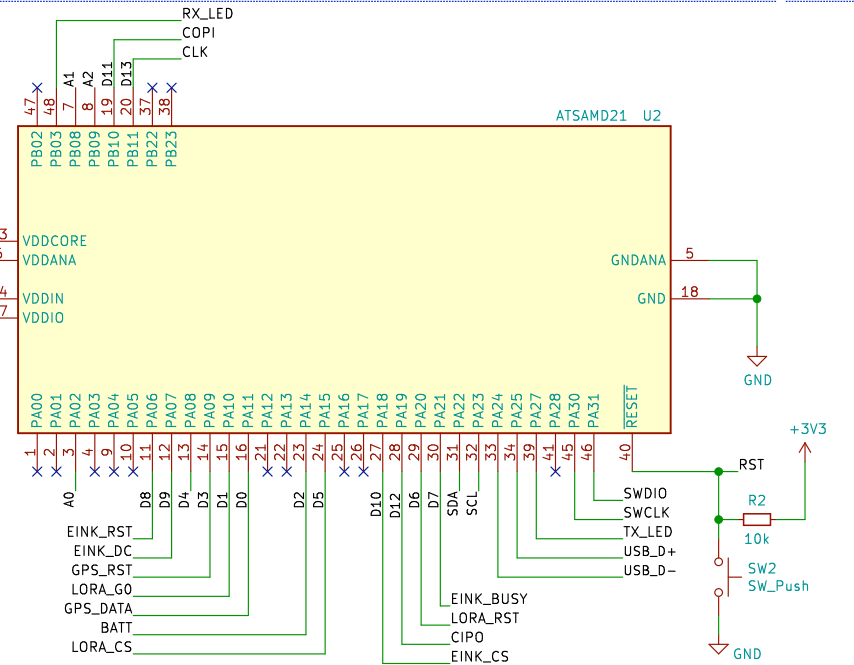 RX_LED
COPI
CLK
A1
A2
D11
D13
47
48
7
8
19
20
37
38
ATSAMD21 U2
PB02
PB03
PB08
PB09
PB10
PB11
PB22
PB23
3
VDDCORE
VDDANA
GNDANA
5
4
VDDIN
GND
18
7
VDDIO
GND
PA00
PA01
PA02
PA03
PA04
PA05
PA06
PA07
PA08
PA09
PA10
PA11
PA12
PA13
PA14
PA15
PA16
PA17
PA18
PA19
PA20
PA21
PA22
PA23
PA24
PA25
PA27
PA28
PA30
PA31
RESET
+3V3
1
2
3
4
9
10
11
12
13
14
15
16
21
22
23
24
25
26
27
28
29
30
31
32
33
34
39
41
45
46
40
RST
A0
D8
D9
D4
D3
D1
D0
D2
D5
D10
D12
D6
D7
SDA
SCL
SWDIO
SWCLK
TX_LED
USB_D+
USB_D-
R2
10k
EINK_RST
EINK_DC
GPS_RST
LORA_G0
GPS_DATA
BATT
LORA_CS
EINK_BUSY
LORA_RST
CIPO
EINK_CS
SW2
SW_Push
GND